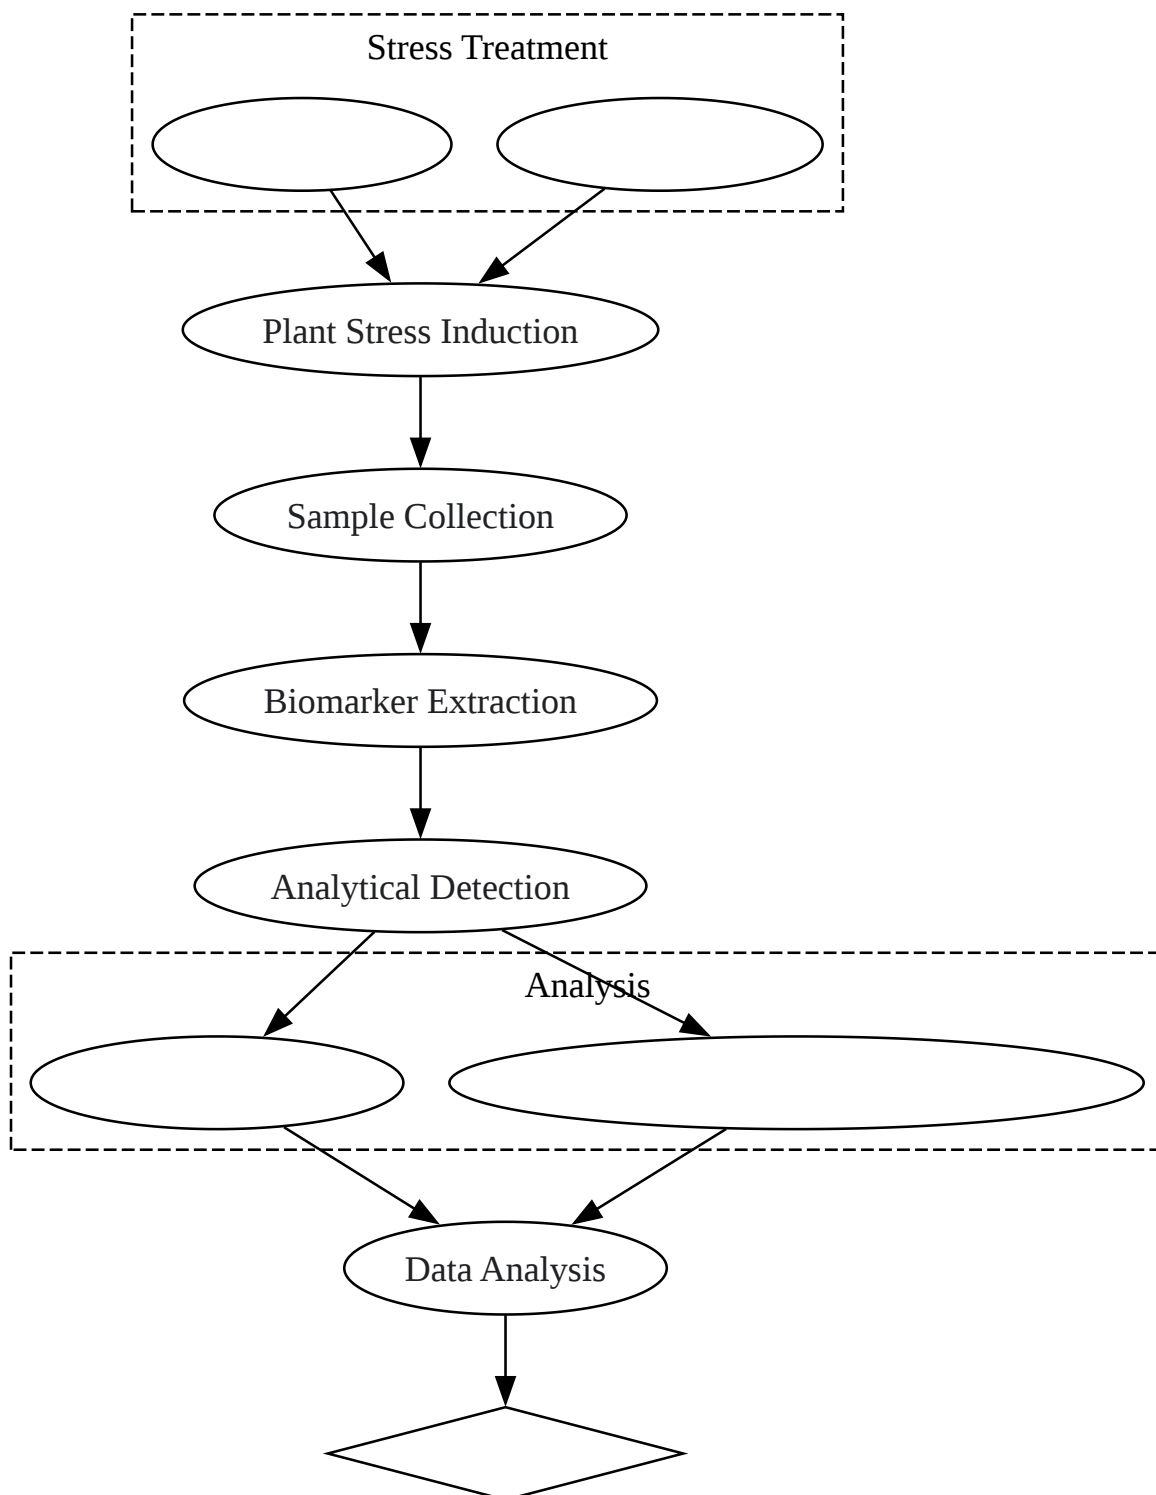 Stress Treatment
Plant Stress Induction
Sample Collection
Biomarker Extraction
Analytical Detection
Analysis
Data Analysis